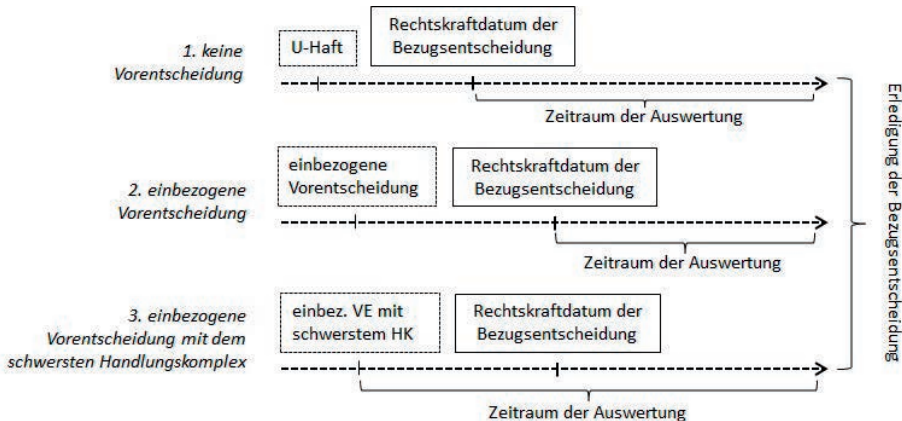 1. keine
Vorentscheidung
U-Haft
Rechtskraftdatum der
Bezugsentscheidung
Zeitraum der Auswertung
2. einbezogene
Vorentscheidung
einbezogene
Vorentscheidung
Rechtskraftdatum der
Bezugsentscheidung
Zeitraum der Auswertung
3. einbezogene
Vorentscheidung mit dem
schwersten Handlungskomplex
einbez. VE mit
schwerstem HK
Rechtskraftdatum der
Bezugsentscheidung
Zeitraum der Auswertung
Erledigung der Bezugsentscheidung